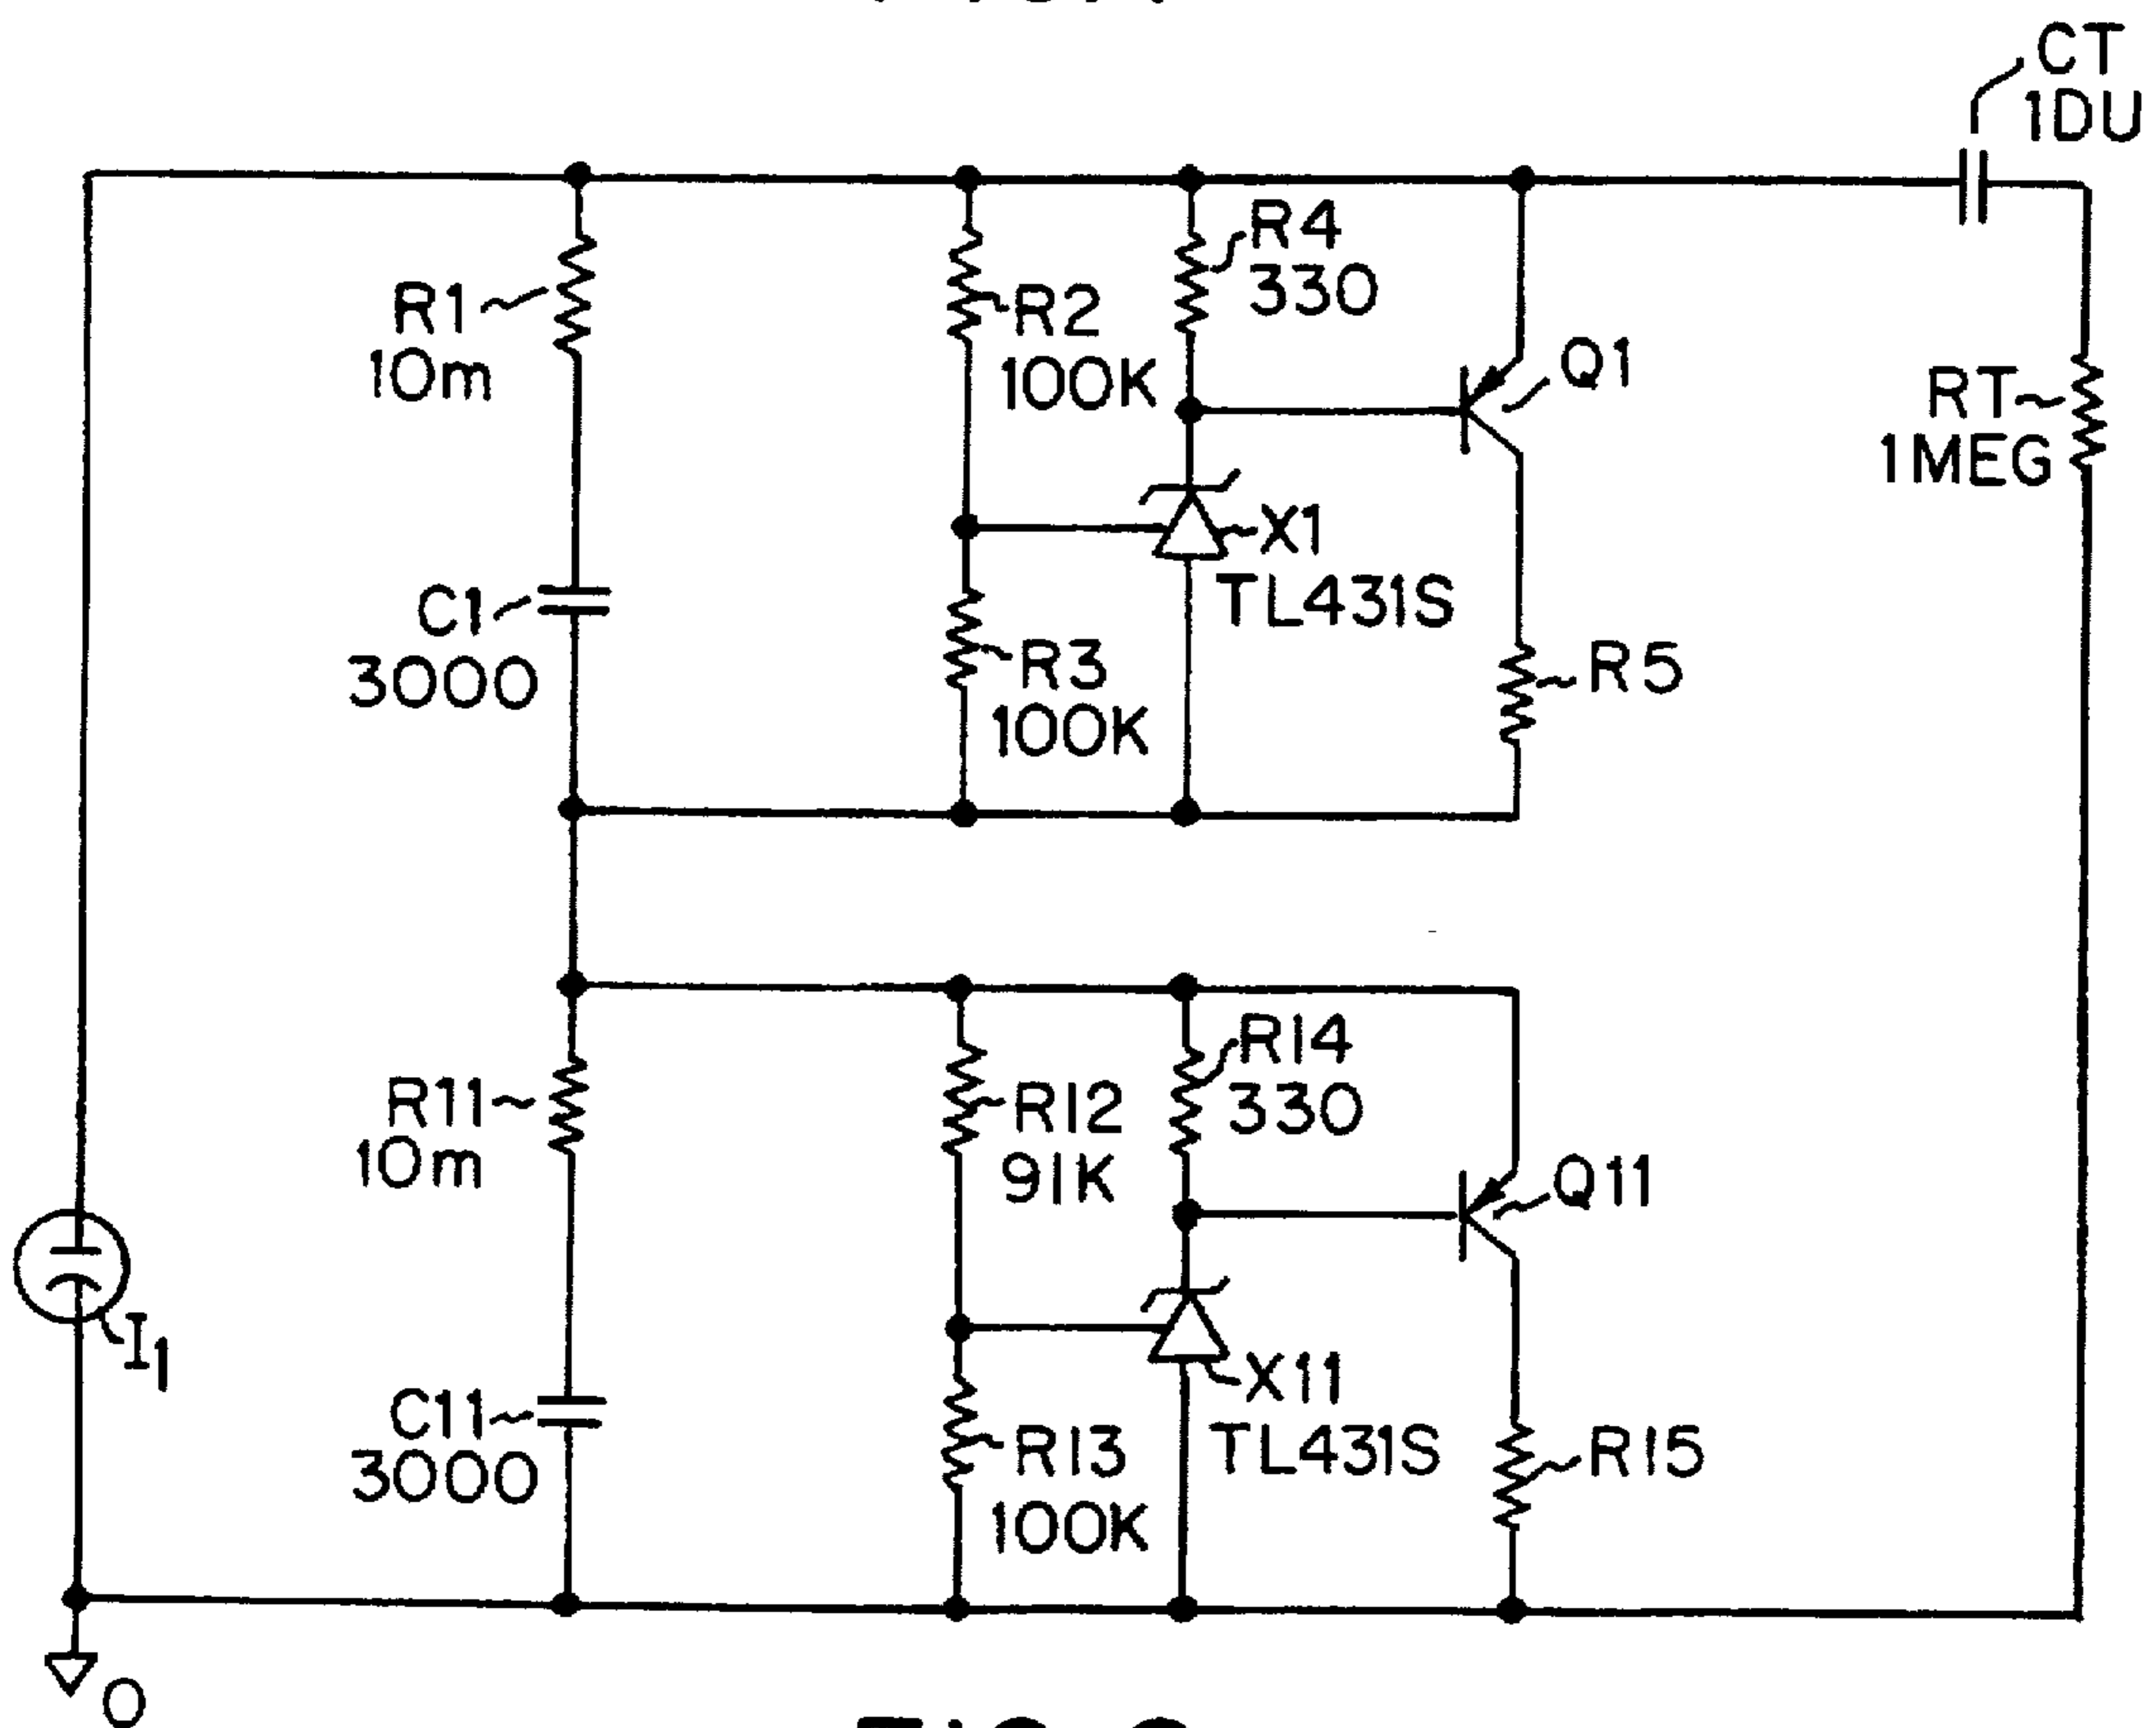 CT
1DU
R4
330
R1
10m
R2
100K
Q1
RT
1MEG
X1
TL431S
C1
3000
R3
100K
R5
R14
330
R11
10m
R12
91K
Q11
I1
X11
TL431S
C11
3000
R13
100K
R15
0